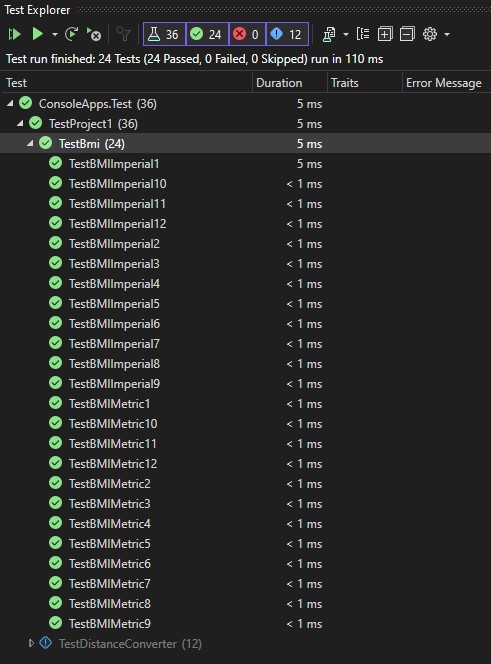 Test Explorer
36 24 0 12
Test run finished: 24 Tests (24 Passed, 0 Failed, 0 Skipped) run in 110 ms
Test Duration Traits Error Message
ConsoleApps.Test (36) 5 ms
TestProject1 (36) 5 ms
TestBmi (24) 5 ms
TestBMIImperial1 5 ms
TestBMIImperial10 < 1 ms
TestBMIImperial11 < 1 ms
TestBMIImperial12 < 1 ms
TestBMIImperial2 < 1 ms
TestBMIImperial3 < 1 ms
TestBMIImperial4 < 1 ms
TestBMIImperial5 < 1 ms
TestBMIImperial6 < 1 ms
TestBMIImperial7 < 1 ms
TestBMIImperial8 < 1 ms
TestBMIImperial9 < 1 ms
TestBMIMetric1 < 1 ms
TestBMIMetric10 < 1 ms
TestBMIMetric11 < 1 ms
TestBMIMetric12 < 1 ms
TestBMIMetric2 < 1 ms
TestBMIMetric3 < 1 ms
TestBMIMetric4 < 1 ms
TestBMIMetric5 < 1 ms
TestBMIMetric6 < 1 ms
TestBMIMetric7 < 1 ms
TestBMIMetric8 < 1 ms
TestBMIMetric9 < 1 ms
TestDistanceConverter (12)